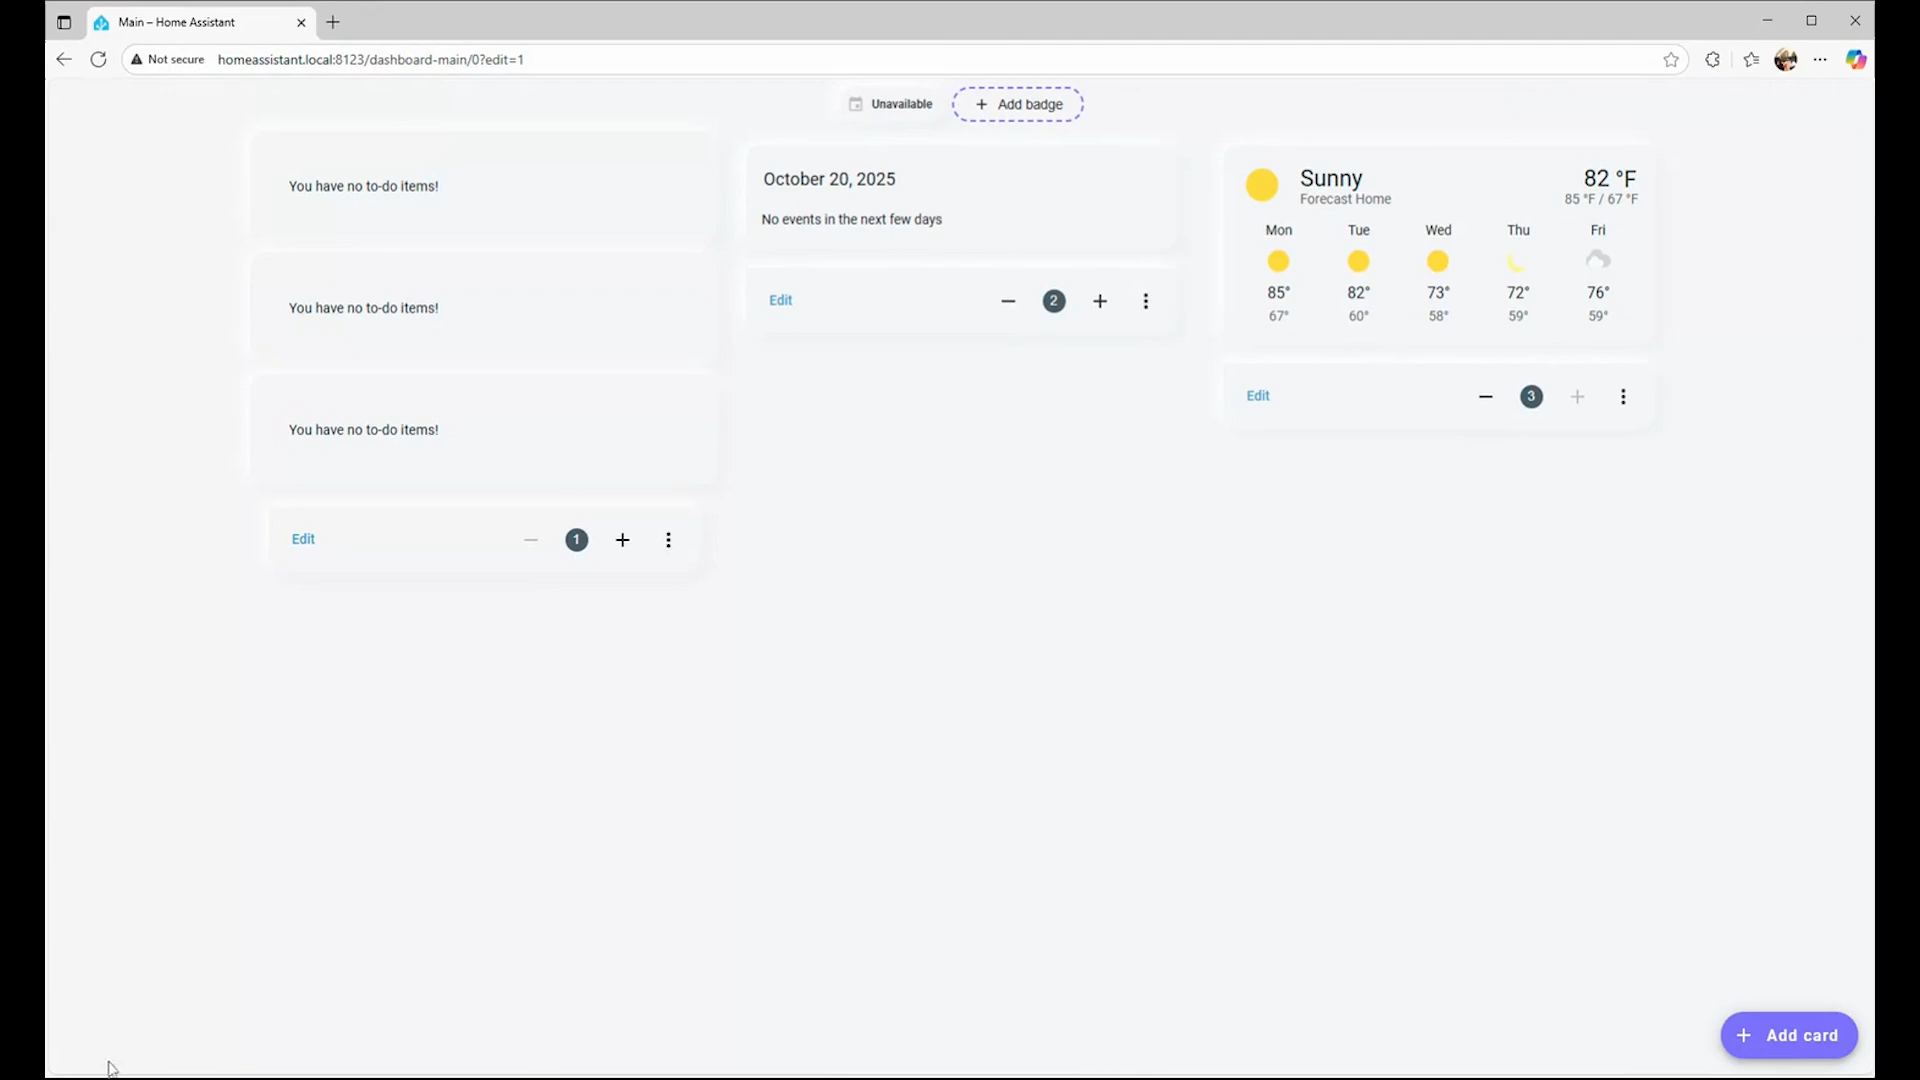 Main – Home Assistant
Not secure homeassistant.local:8123/dashboard-main/0?edit=1
Unavailable
+ Add badge
You have no to-do items!
You have no to-do items!
You have no to-do items!
Edit 1
October 20, 2025
No events in the next few days
Edit 2
Sunny 82 °F
Forecast Home 85 °F / 67 °F
Mon Tue Wed Thu Fri
85° 82° 73° 72° 76°
67° 60° 58° 59° 59°
Edit 3
+ Add card